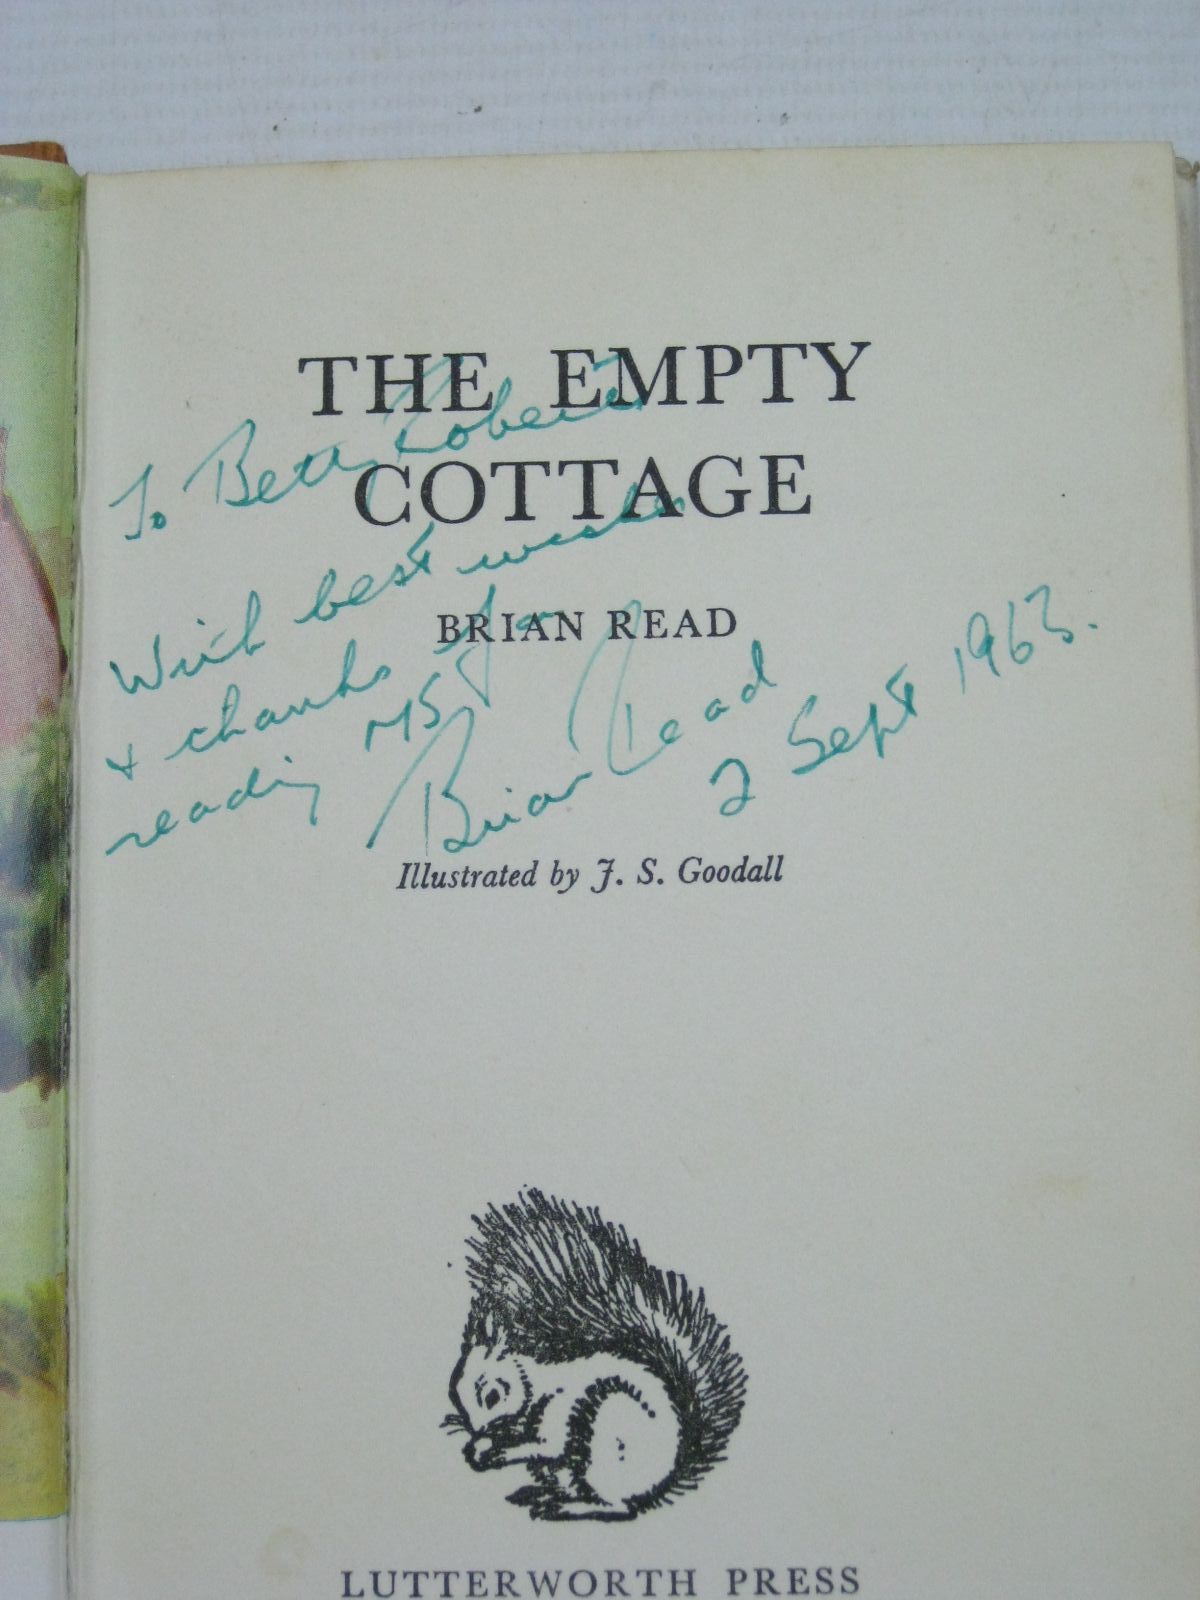 THE EMPTY
COTTAGE
To Betty Roberts
With best wishes
& thanks for
reading MS
BRIAN READ
Brian Read
2 Sept 1963.
Illustrated by J. S. Goodall
LUTTERWORTH PRESS